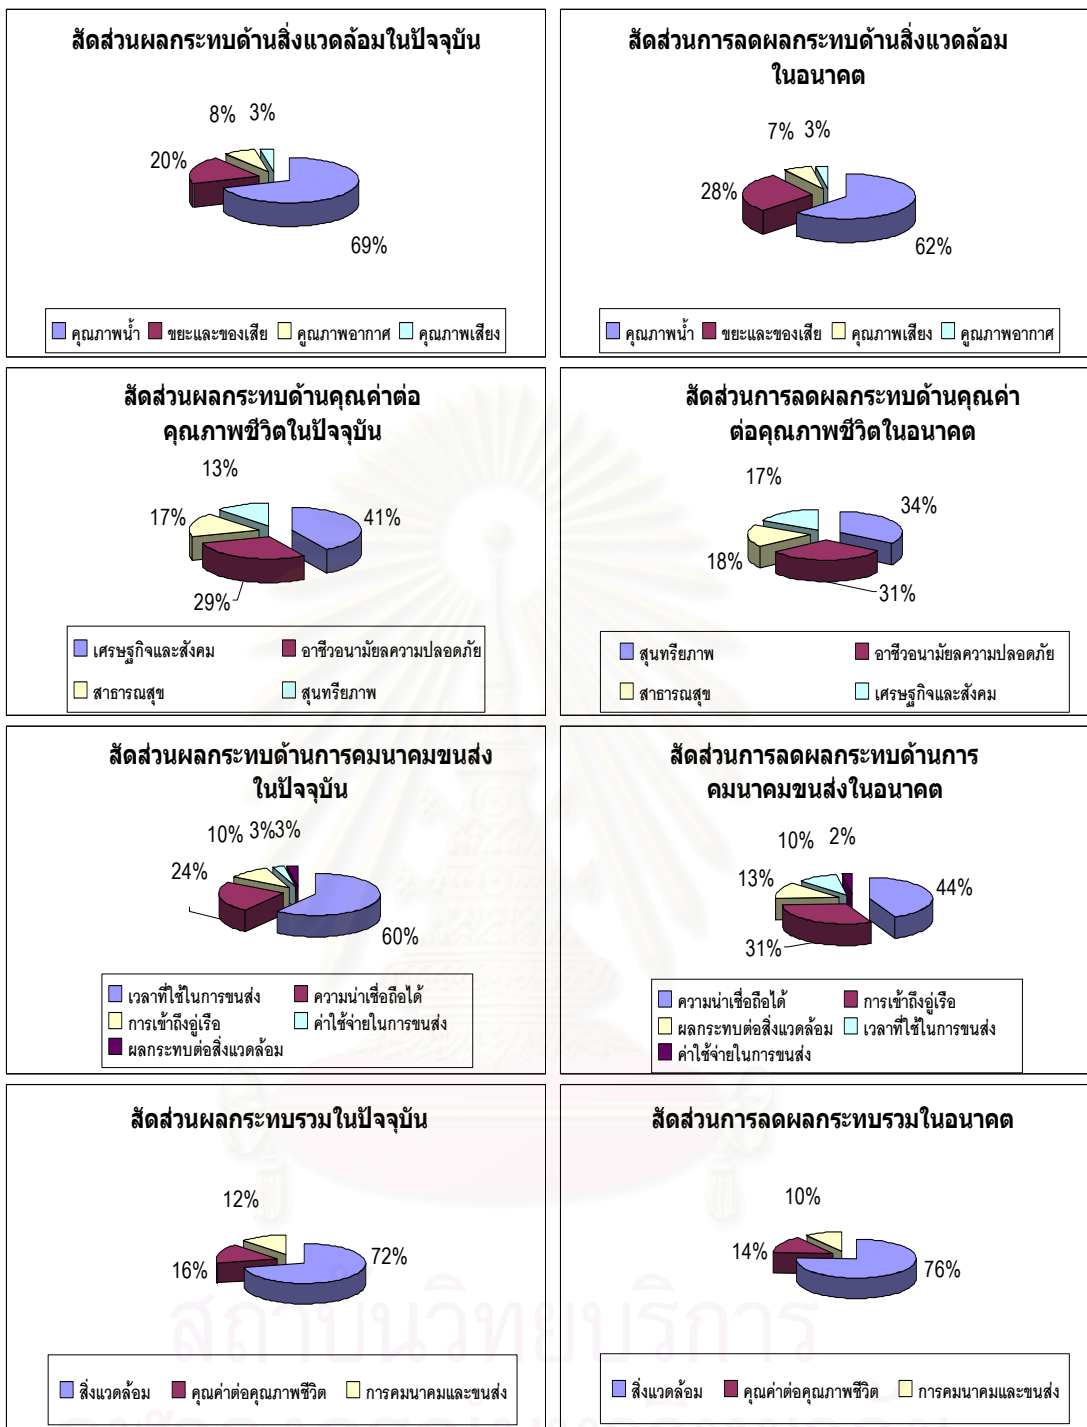 สัดส่วนผลกระทบด้านสิ่งแวดล้อมในปัจจุบัน
8% 3%
20%
69%
คุณภาพน้ำ ขยะและของเสีย คูณภาพอากาศ คุณภาพเสียง
สัดส่วนการลดผลกระทบด้านสิ่งแวดล้อม
ในอนาคต
7% 3%
28%
62%
คุณภาพน้ำ ขยะและของเสีย คุณภาพเสียง คูณภาพอากาศ
สัดส่วนผลกระทบด้านคุณค่าต่อ
คุณภาพชีวิตในปัจจุบัน
13%
17% 41%
29%
เศรษฐกิจและสังคม อาชีวอนามัยลความปลอดภัย
สาธารณสุข สุนทรียภาพ
สัดส่วนการลดผลกระทบด้านคุณค่า
ต่อคุณภาพชีวิตในอนาคต
17% 34%
18%
31%
สุนทรียภาพ อาชีวอนามัยลความปลอดภัย
สาธารณสุข เศรษฐกิจและสังคม
สัดส่วนผลกระทบด้านการคมนาคมขนส่ง
ในปัจจุบัน
10% 3% 3%
24%
60%
เวลาที่ใช้ในการขนส่ง ความน่าเชื่อถือได้
การเข้าถึงอู่เรือ ค่าใช้จ่ายในการขนส่ง
ผลกระทบต่อสิ่งแวดล้อม
สัดส่วนการลดผลกระทบด้านการ
คมนาคมขนส่งในอนาคต
10% 2%
13% 44%
31%
ความน่าเชื่อถือได้ การเข้าถึงอู่เรือ
ผลกระทบต่อสิ่งแวดล้อม เวลาที่ใช้ในการขนส่ง
ค่าใช้จ่ายในการขนส่ง
สัดส่วนผลกระทบรวมในปัจจุบัน
12%
16% 72%
สิ่งแวดล้อม คุณค่าต่อคุณภาพชีวิต การคมนาคมและขนส่ง
สัดส่วนการลดผลกระทบรวมในอนาคต
10%
14% 76%
สิ่งแวดล้อม คุณค่าต่อคุณภาพชีวิต การคมนาคมและขนส่ง
สถาบันวิทยบริการ